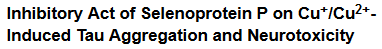 Inhibitory Act of Selenoprotein P on Cu⁺/Cu²⁺-
Induced Tau Aggregation and Neurotoxicity